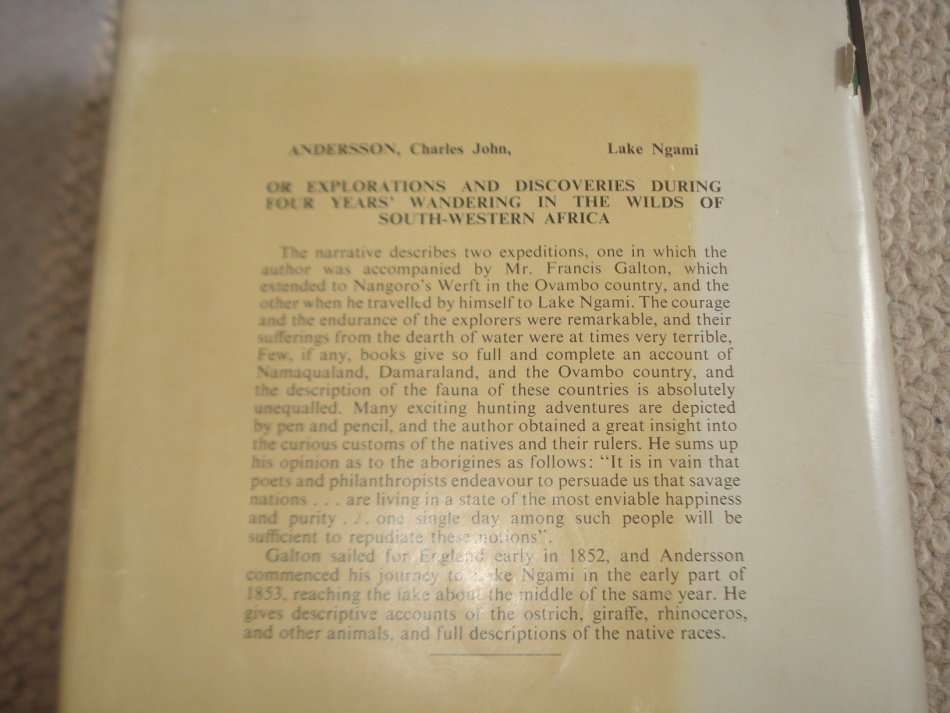 ANDERSSON, Charles John, Lake Ngami
OR EXPLORATIONS AND DISCOVERIES DURING
FOUR YEARS' WANDERING IN THE WILDS OF
SOUTH-WESTERN AFRICA
The narrative describes two expeditions, one in which the
author was accompanied by Mr. Francis Galton, which
extended to Nangoro's Werft in the Ovambo country, and the
other when he travelled by himself to Lake Ngami. The courage
and the endurance of the explorers were remarkable, and their
sufferings from the dearth of water were at times very terrible,
Few, if any, books give so full and complete an account of
Namaqualand, Damaraland, and the Ovambo country, and
the description of the fauna of these countries is absolutely
unequalled. Many exciting hunting adventures are depicted
by pen and pencil, and the author obtained a great insight into
the curious customs of the natives and their rulers. He sums up
his opinion as to the aborigines as follows: "It is in vain that
poets and philanthropists endeavour to persuade us that savage
nations . . . are living in a state of the most enviable happiness
and purity . . . one single day among such people will be
sufficient to repudiate these notions".
Galton sailed for England early in 1852, and Andersson
commenced his journey to Lake Ngami in the early part of
1853, reaching the lake about the middle of the same year. He
gives descriptive accounts of the ostrich, giraffe, rhinoceros,
and other animals, and full descriptions of the native races.